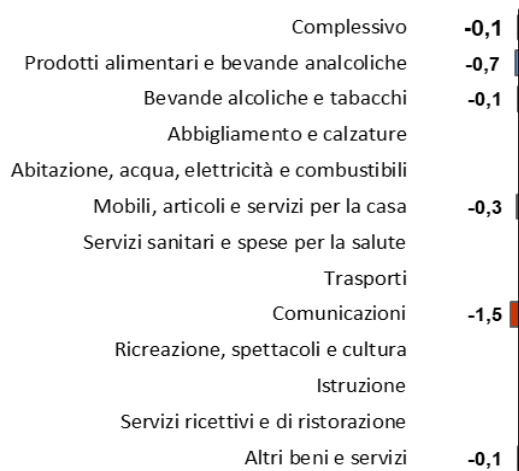 Complessivo -0,1
Prodotti alimentari e bevande analcoliche -0,7
Bevande alcoliche e tabacchi -0,1
Abbigliamento e calzature
Abitazione, acqua, elettricità e combustibili
Mobili, articoli e servizi per la casa -0,3
Servizi sanitari e spese per la salute
Trasporti
Comunicazioni -1,5
Ricreazione, spettacoli e cultura
Istruzione
Servizi ricettivi e di ristorazione
Altri beni e servizi -0,1